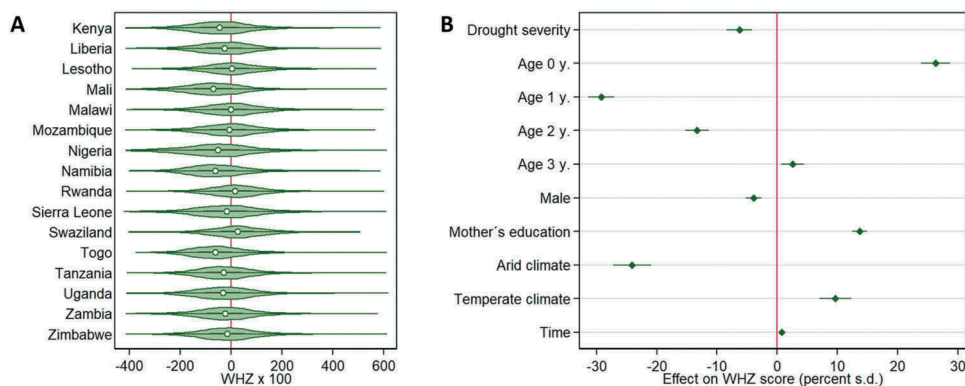 A
Kenya
Liberia
Lesotho
Mali
Malawi
Mozambique
Nigeria
Namibia
Rwanda
Sierra Leone
Swaziland
Togo
Tanzania
Uganda
Zambia
Zimbabwe
-400 -200 0 200 400 600
WHZ x 100
B
Drought severity
Age 0 y.
Age 1 y.
Age 2 y.
Age 3 y.
Male
Mother´s education
Arid climate
Temperate climate
Time
-30 -20 -10 0 10 20 30
Effect on WHZ score (percent s.d.)